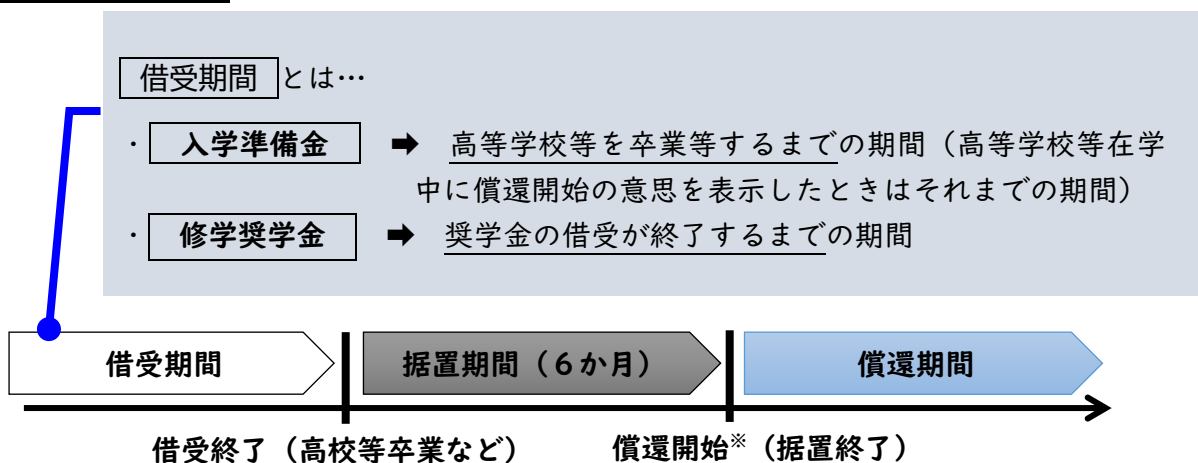 借受期間 とは…
・ 入学準備金 ➡ 高等学校等を卒業等するまでの期間（高等学校等在学
中に償還開始の意思を表示したときはそれまでの期間）
・ 修学奨学金 ➡ 奨学金の借受が終了するまでの期間
借受期間 据置期間（６か月） 償還期間
借受終了（高校等卒業など） 償還開始※（据置終了）